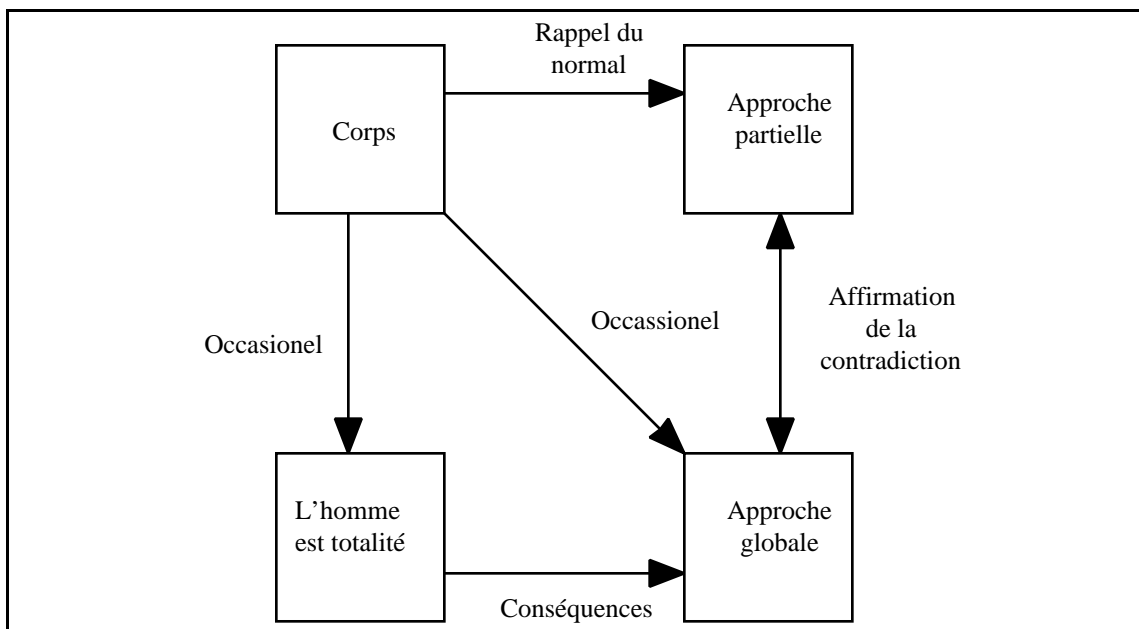 Rappel du
normal
Corps
Approche
partielle
Occasionel
Occassionel
Affirmation
de la
contradiction
L’homme
est totalité
Approche
globale
Conséquences